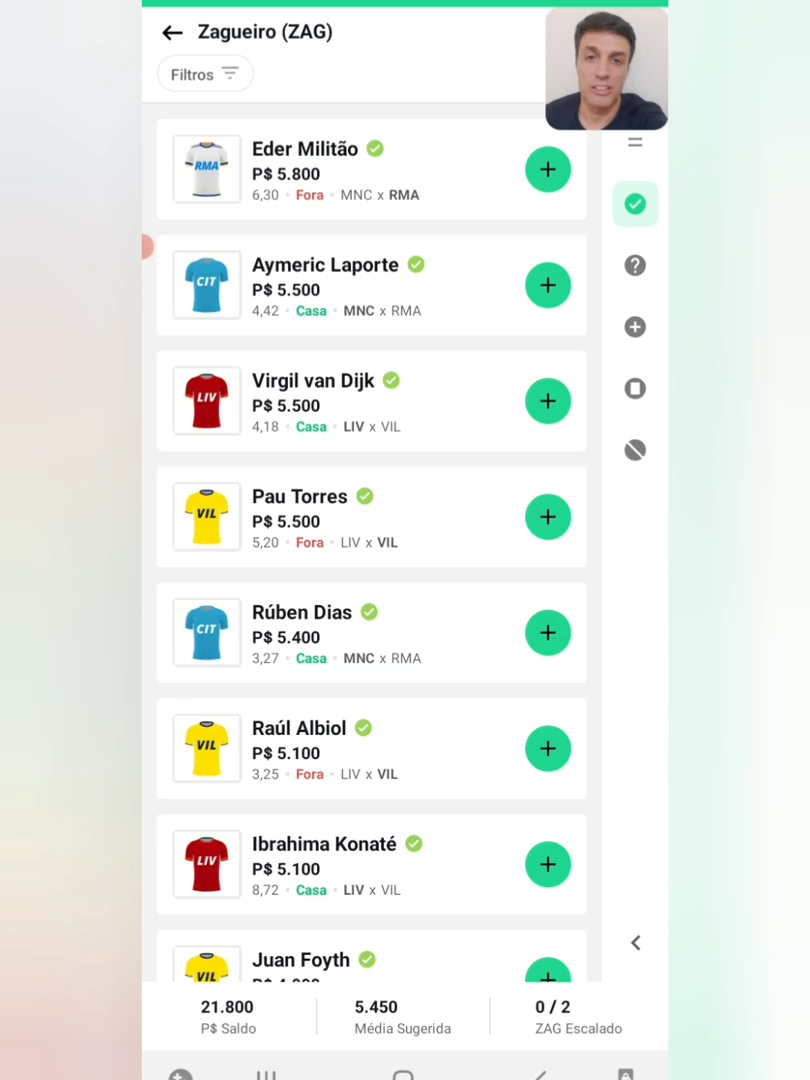 Zagueiro (ZAG)
Filtros
RMA
Eder Militão
P$ 5.800
6,30 • Fora • MNC x RMA
CIT
Aymeric Laporte
P$ 5.500
4,42 • Casa • MNC x RMA
LIV
Virgil van Dijk
P$ 5.500
4,18 • Casa • LIV x VIL
VIL
Pau Torres
P$ 5.500
5,20 • Fora • LIV x VIL
CIT
Rúben Dias
P$ 5.400
3,27 • Casa • MNC x RMA
VIL
Raúl Albiol
P$ 5.100
3,25 • Fora • LIV x VIL
LIV
Ibrahima Konaté
P$ 5.100
8,72 • Casa • LIV x VIL
VIL
Juan Foyth
21.800 5.450 0 / 2
P$ Saldo Média Sugerida ZAG Escalado